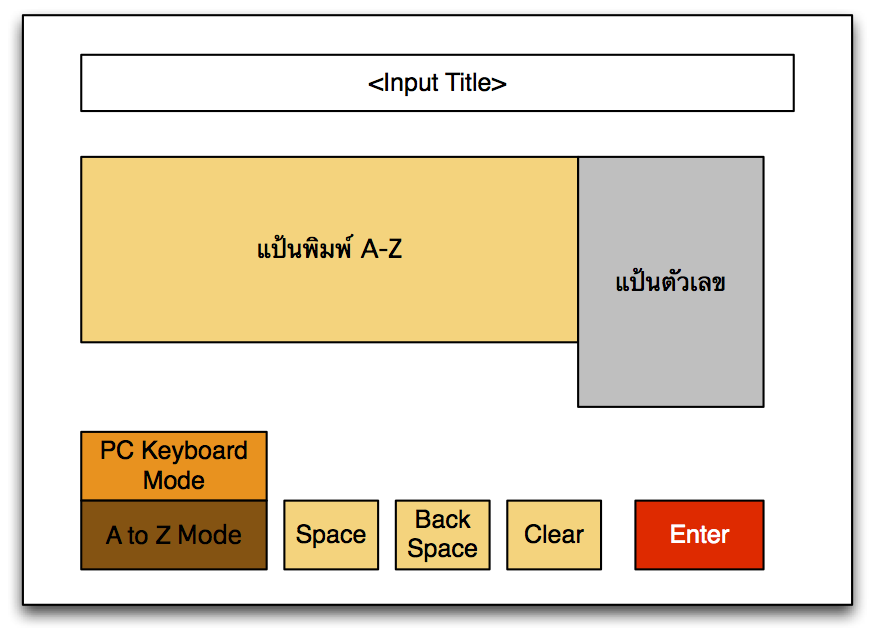 <Input Title>
แป้นพิมพ์ A-Z
แป้นตัวเลข
PC Keyboard
Mode
A to Z Mode
Space
Back
Space
Clear
Enter